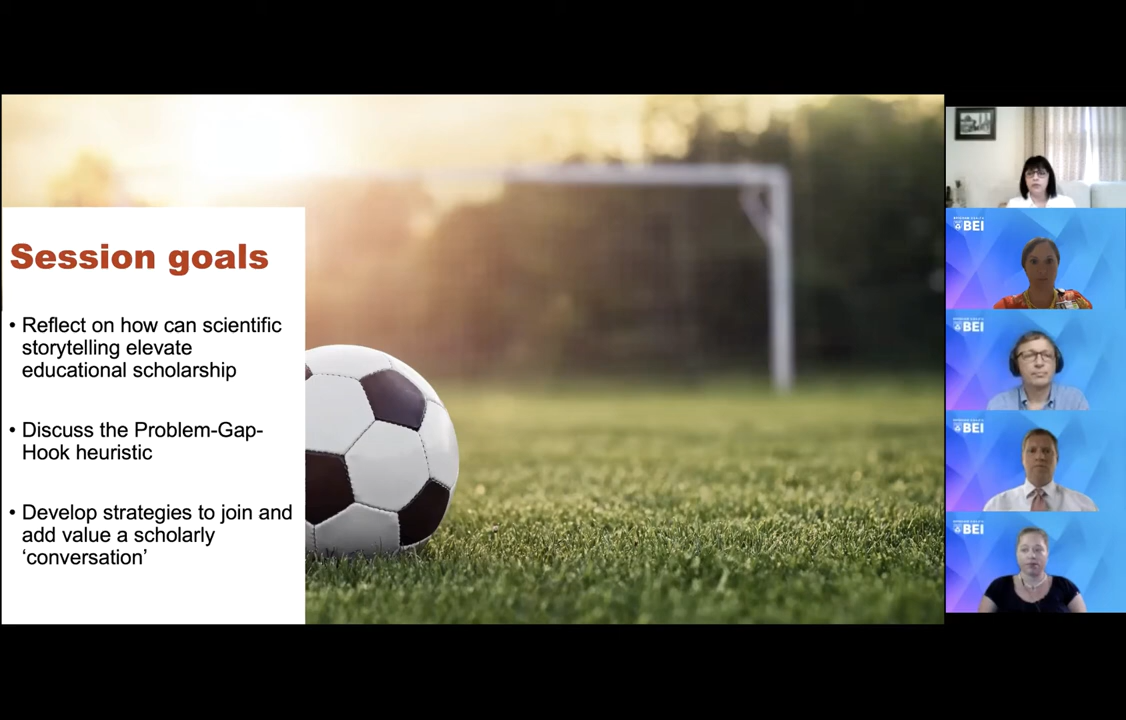 Session goals
• Reflect on how can scientific
storytelling elevate
educational scholarship
• Discuss the Problem-Gap-
Hook heuristic
• Develop strategies to join and
add value a scholarly
‘conversation’
BEI
BEI
BEI
BEI